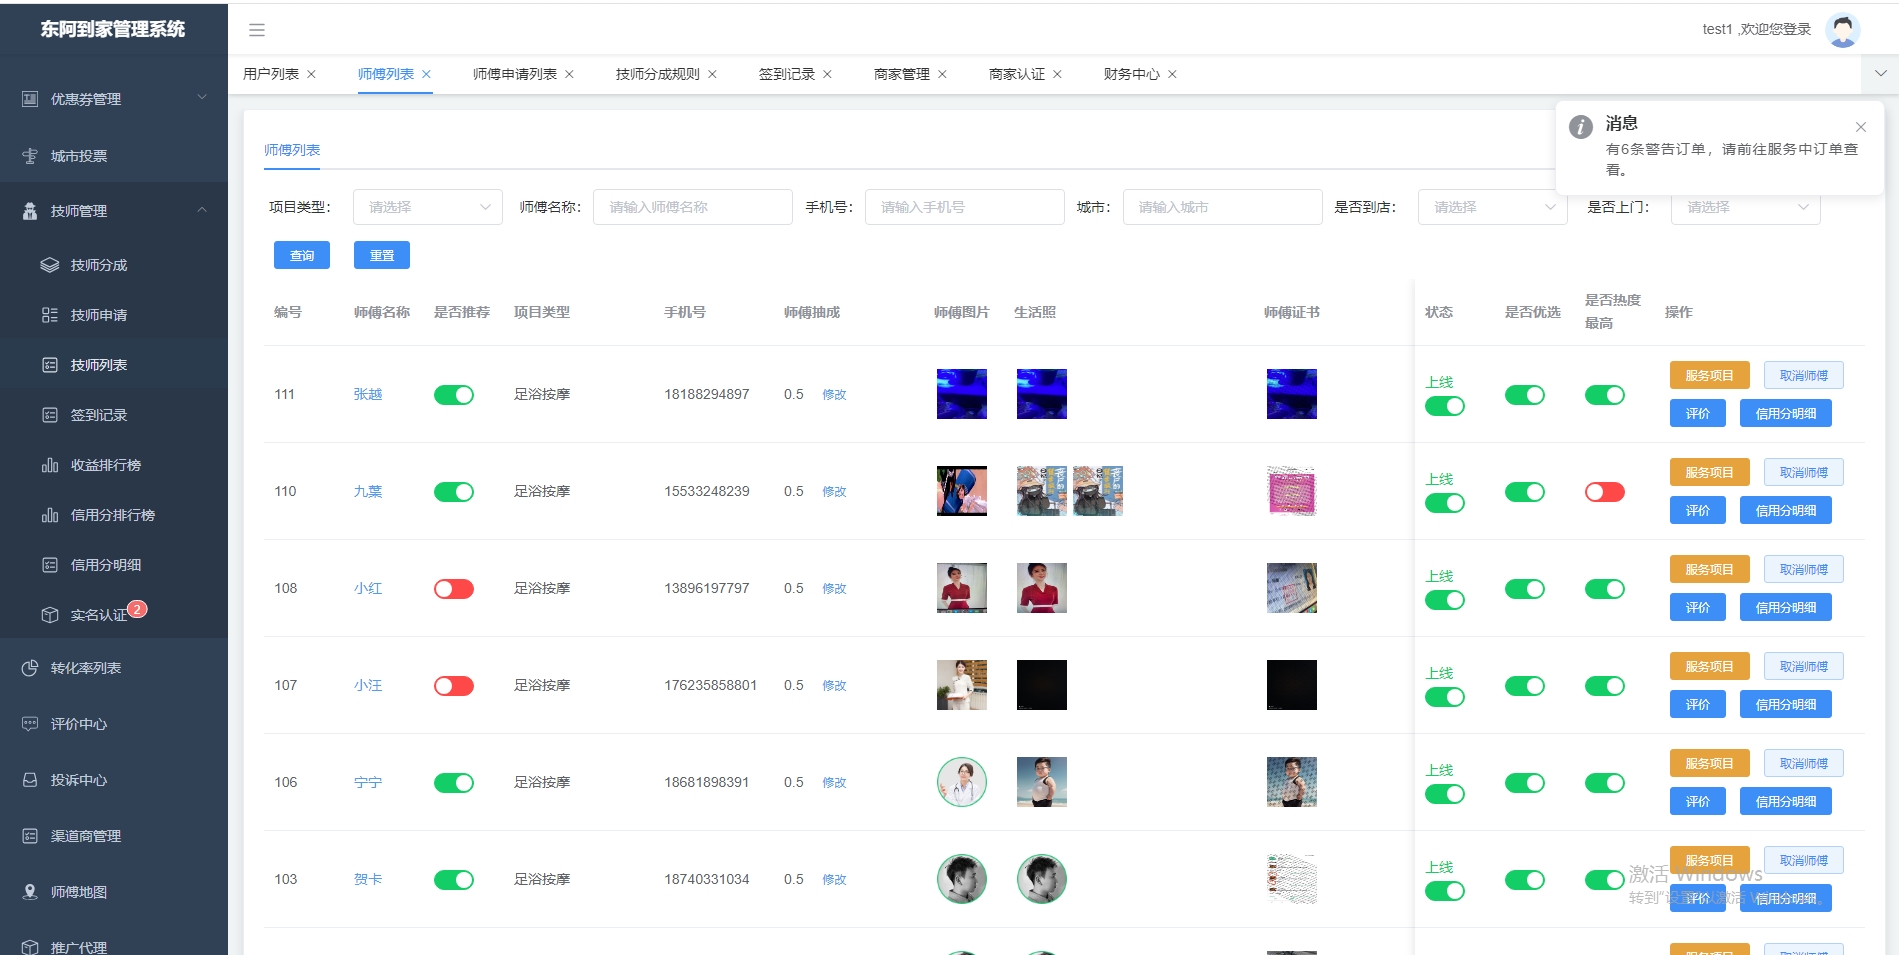 东阿到家管理系统
test1 ,欢迎您登录
用户列表
师傅列表
师傅申请列表
技师分成规则
签到记录
商家管理
商家认证
财务中心
优惠券管理
城市投票
技师管理
技师分成
技师申请
技师列表
签到记录
收益排行榜
信用分排行榜
信用分明细
实名认证 2
转化率列表
评价中心
投诉中心
渠道商管理
师傅地图
推广代理
消息
有6条警告订单，请前往服务中订单查
看。
师傅列表
项目类型： 请选择 师傅名称： 请输入师傅名称 手机号： 请输入手机号 城市： 请输入城市 是否到店： 请选择 是否上门： 请选择
查询 重置
编号 师傅名称 是否推荐 项目类型 手机号 师傅抽成 师傅图片 生活照 师傅证书 状态 是否优选 是否热度
最高 操作
111 张越 足浴按摩 18188294897 0.5 修改 上线 服务项目 取消师傅
评价 信用分明细
110 九葉 足浴按摩 15533248239 0.5 修改 上线 服务项目 取消师傅
评价 信用分明细
108 小红 足浴按摩 13896197797 0.5 修改 上线 服务项目 取消师傅
评价 信用分明细
107 小汪 足浴按摩 176235858801 0.5 修改 上线 服务项目 取消师傅
评价 信用分明细
106 宁宁 足浴按摩 18681898391 0.5 修改 上线 服务项目 取消师傅
评价 信用分明细
103 贺卡 足浴按摩 18740331034 0.5 修改 上线 服务项目 取消师傅
评价 信用分明细
激活 Windows